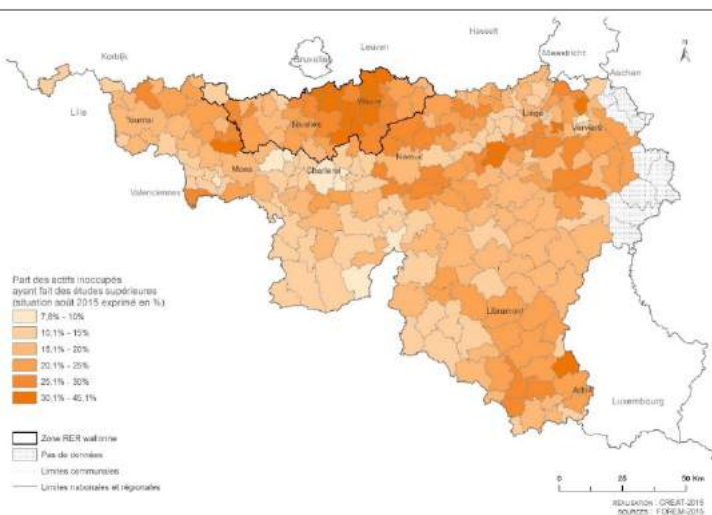 Hasselt
Leuven
Maastricht
Kortrijk
Bruxelles
Aachen
N
Lille
Wavre
Liège
Tournai
Nivelles
Verviers
Namur
Mons
Charleroi
Valenciennes
Part des actifs inoccupés
ayant fait des études supérieures
(situation août 2015 exprimé en %)
7,8% - 10%
10,1% - 15%
15,1% - 20%
20,1% - 25%
25,1% - 30%
30,1% - 45,1%
Libramont
Arlon
Luxembourg
Zone RER wallonne
Pas de données
Limites communales
Limites nationales et régionales
0 25 50 Km
RÉALISATION : CREAT-2015
SOURCES : FOREM-2015